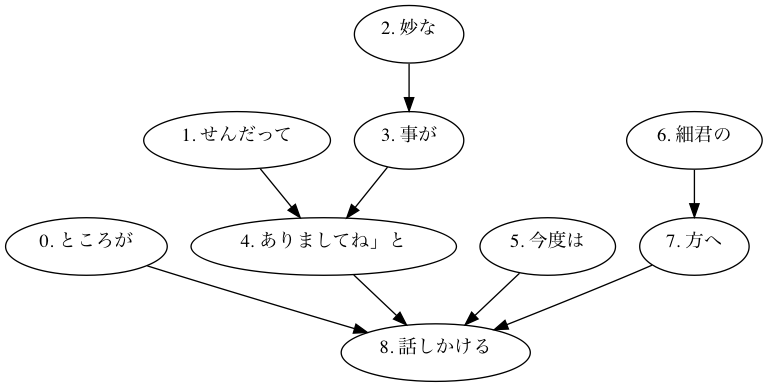 2. 妙な
1. せんだって
3. 事が
6. 細君の
0. ところが
4. ありましてね」と
5. 今度は
7. 方へ
8. 話しかける